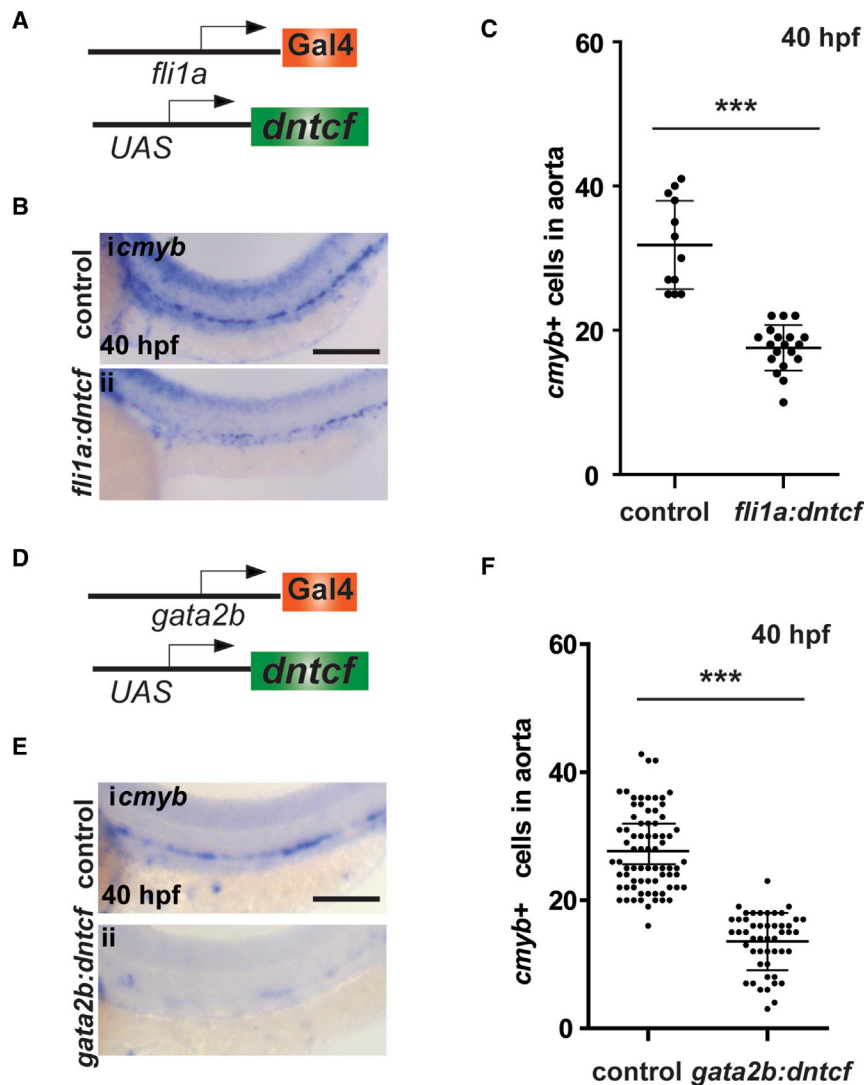 A
Gal4
fli1a
UAS
dntcf
B
control
i cmyb
40 hpf
fli1a:dntcf
ii
C
40 hpf
***
60
40
20
0
cmyb+ cells in aorta
control
fli1a:dntcf
D
Gal4
gata2b
UAS
dntcf
E
control
i cmyb
40 hpf
gata2b:dntcf
ii
F
40 hpf
***
60
40
20
0
cmyb+ cells in aorta
control
gata2b:dntcf